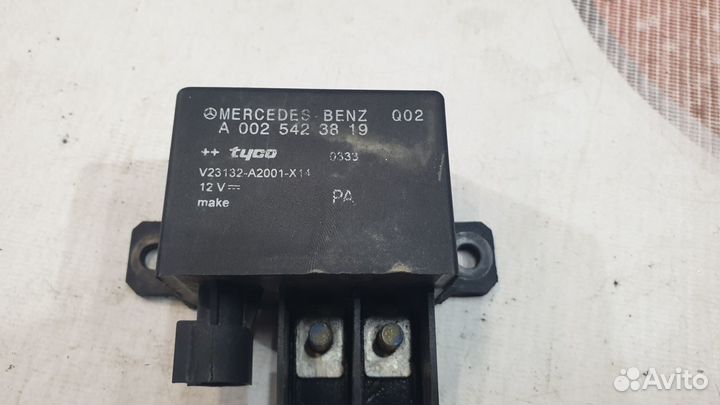 MERCEDES-BENZ Q02
A 002 542 38 19
++ tyco 0333
V23132-A2001-X14
12 V
make PA
Avito